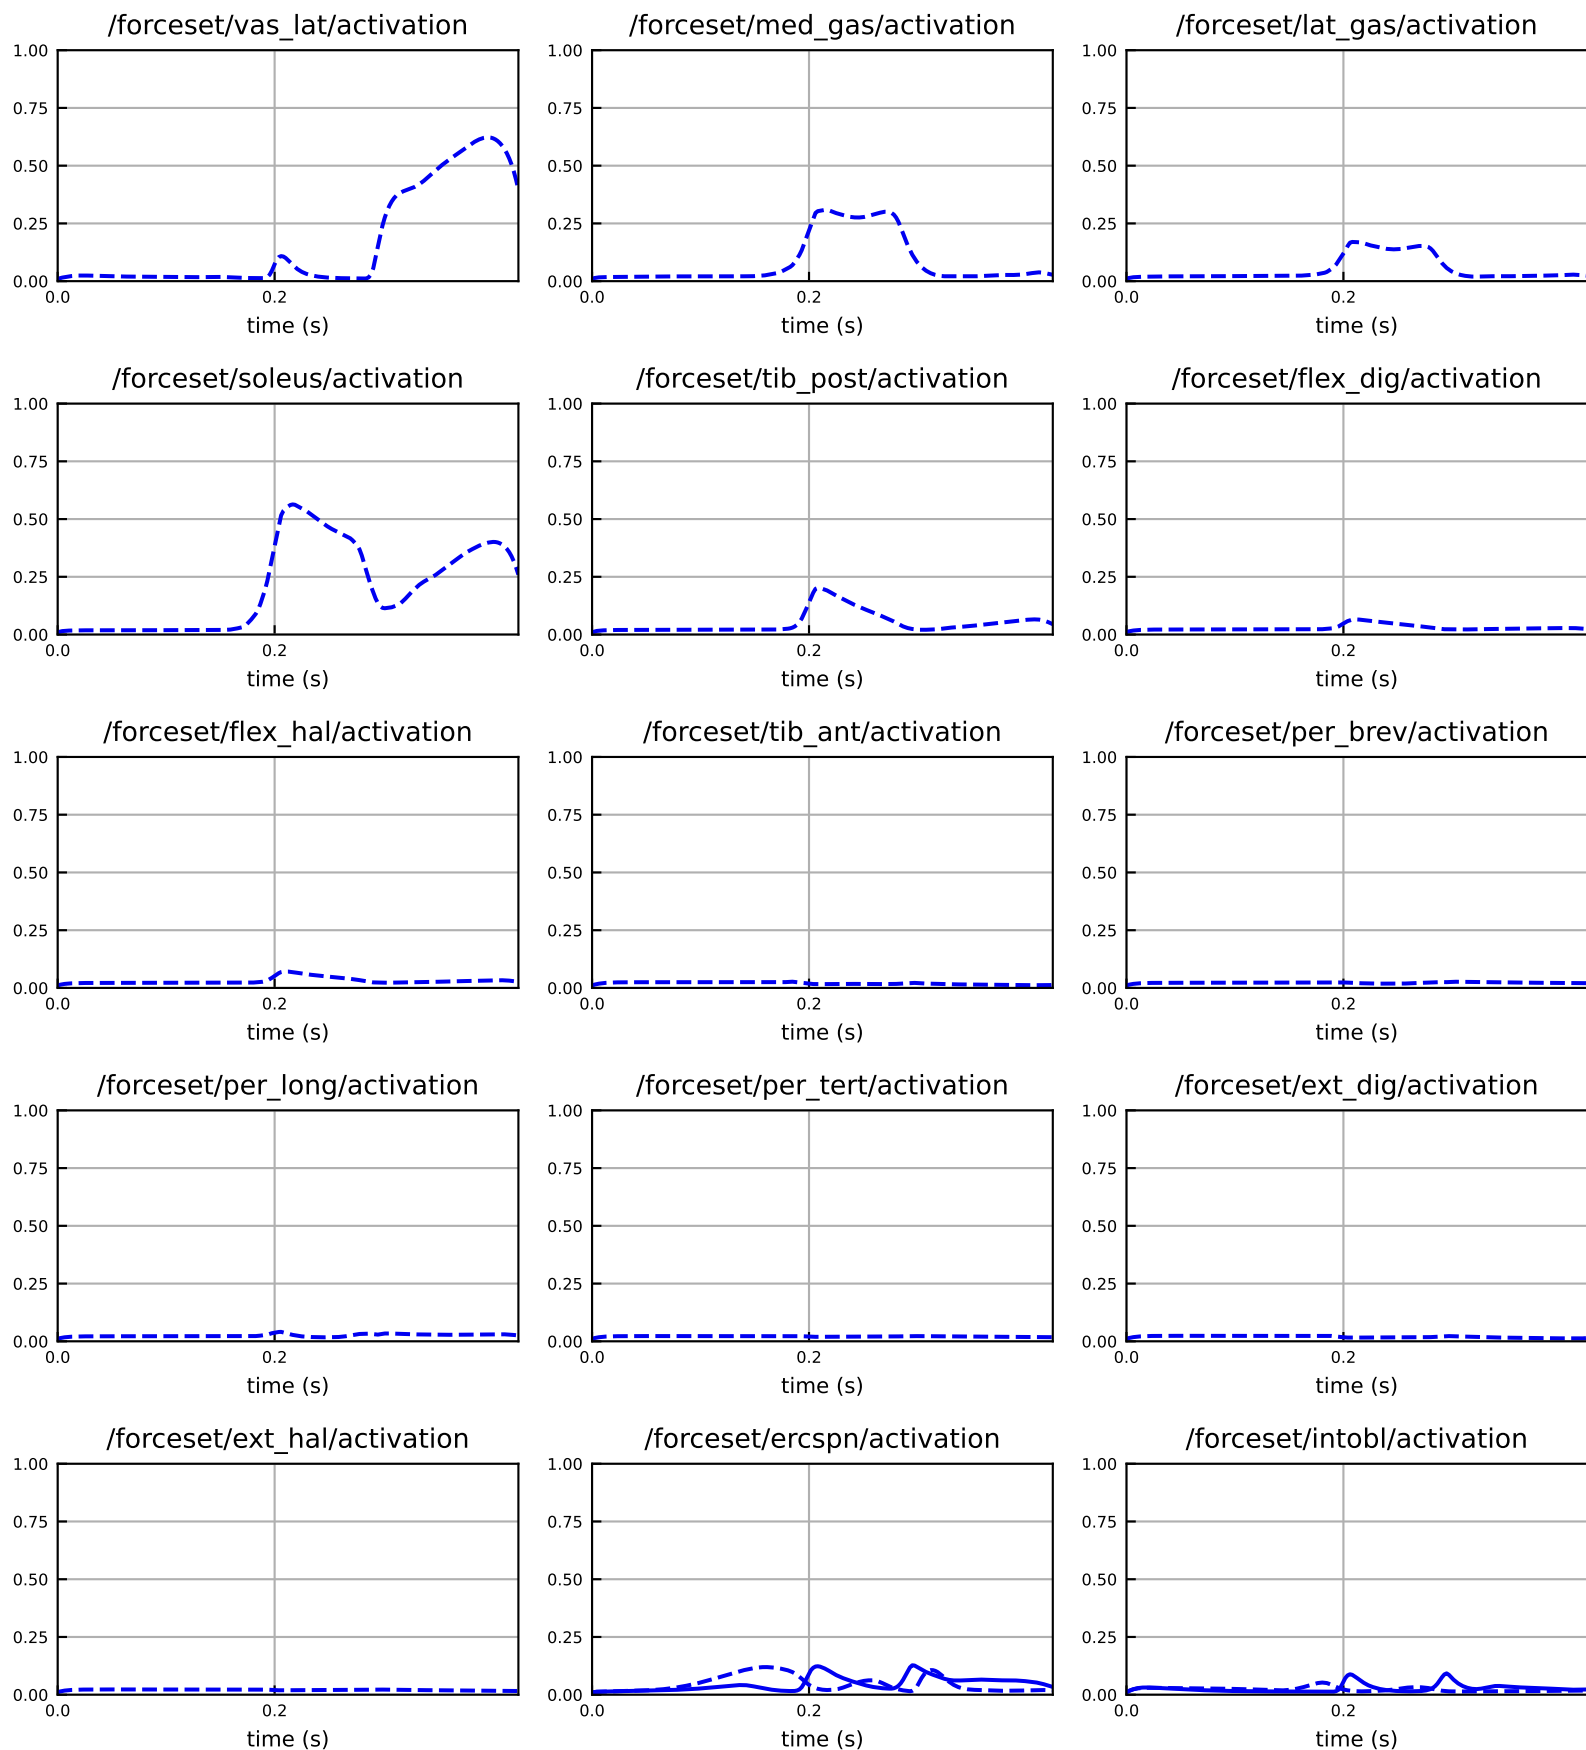 /forceset/vas_lat/activation /forceset/med_gas/activation /forceset/lat_gas/activation
1.00 1.00 1.00
0.75 0.75 0.75
0.50 0.50 0.50
0.25 0.25 0.25
0.00 0.00 0.00
0.0 0.2 0.0 0.2 0.0 0.2
time (s) time (s) time (s)
/forceset/soleus/activation /forceset/tib_post/activation /forceset/flex_dig/activation
1.00 1.00 1.00
0.75 0.75 0.75
0.50 0.50 0.50
0.25 0.25 0.25
0.00 0.00 0.00
0.0 0.2 0.0 0.2 0.0 0.2
time (s) time (s) time (s)
/forceset/flex_hal/activation /forceset/tib_ant/activation /forceset/per_brev/activation
1.00 1.00 1.00
0.75 0.75 0.75
0.50 0.50 0.50
0.25 0.25 0.25
0.00 0.00 0.00
0.0 0.2 0.0 0.2 0.0 0.2
time (s) time (s) time (s)
/forceset/per_long/activation /forceset/per_tert/activation /forceset/ext_dig/activation
1.00 1.00 1.00
0.75 0.75 0.75
0.50 0.50 0.50
0.25 0.25 0.25
0.00 0.00 0.00
0.0 0.2 0.0 0.2 0.0 0.2
time (s) time (s) time (s)
/forceset/ext_hal/activation /forceset/ercspn/activation /forceset/intobl/activation
1.00 1.00 1.00
0.75 0.75 0.75
0.50 0.50 0.50
0.25 0.25 0.25
0.00 0.00 0.00
0.0 0.2 0.0 0.2 0.0 0.2
time (s) time (s) time (s)